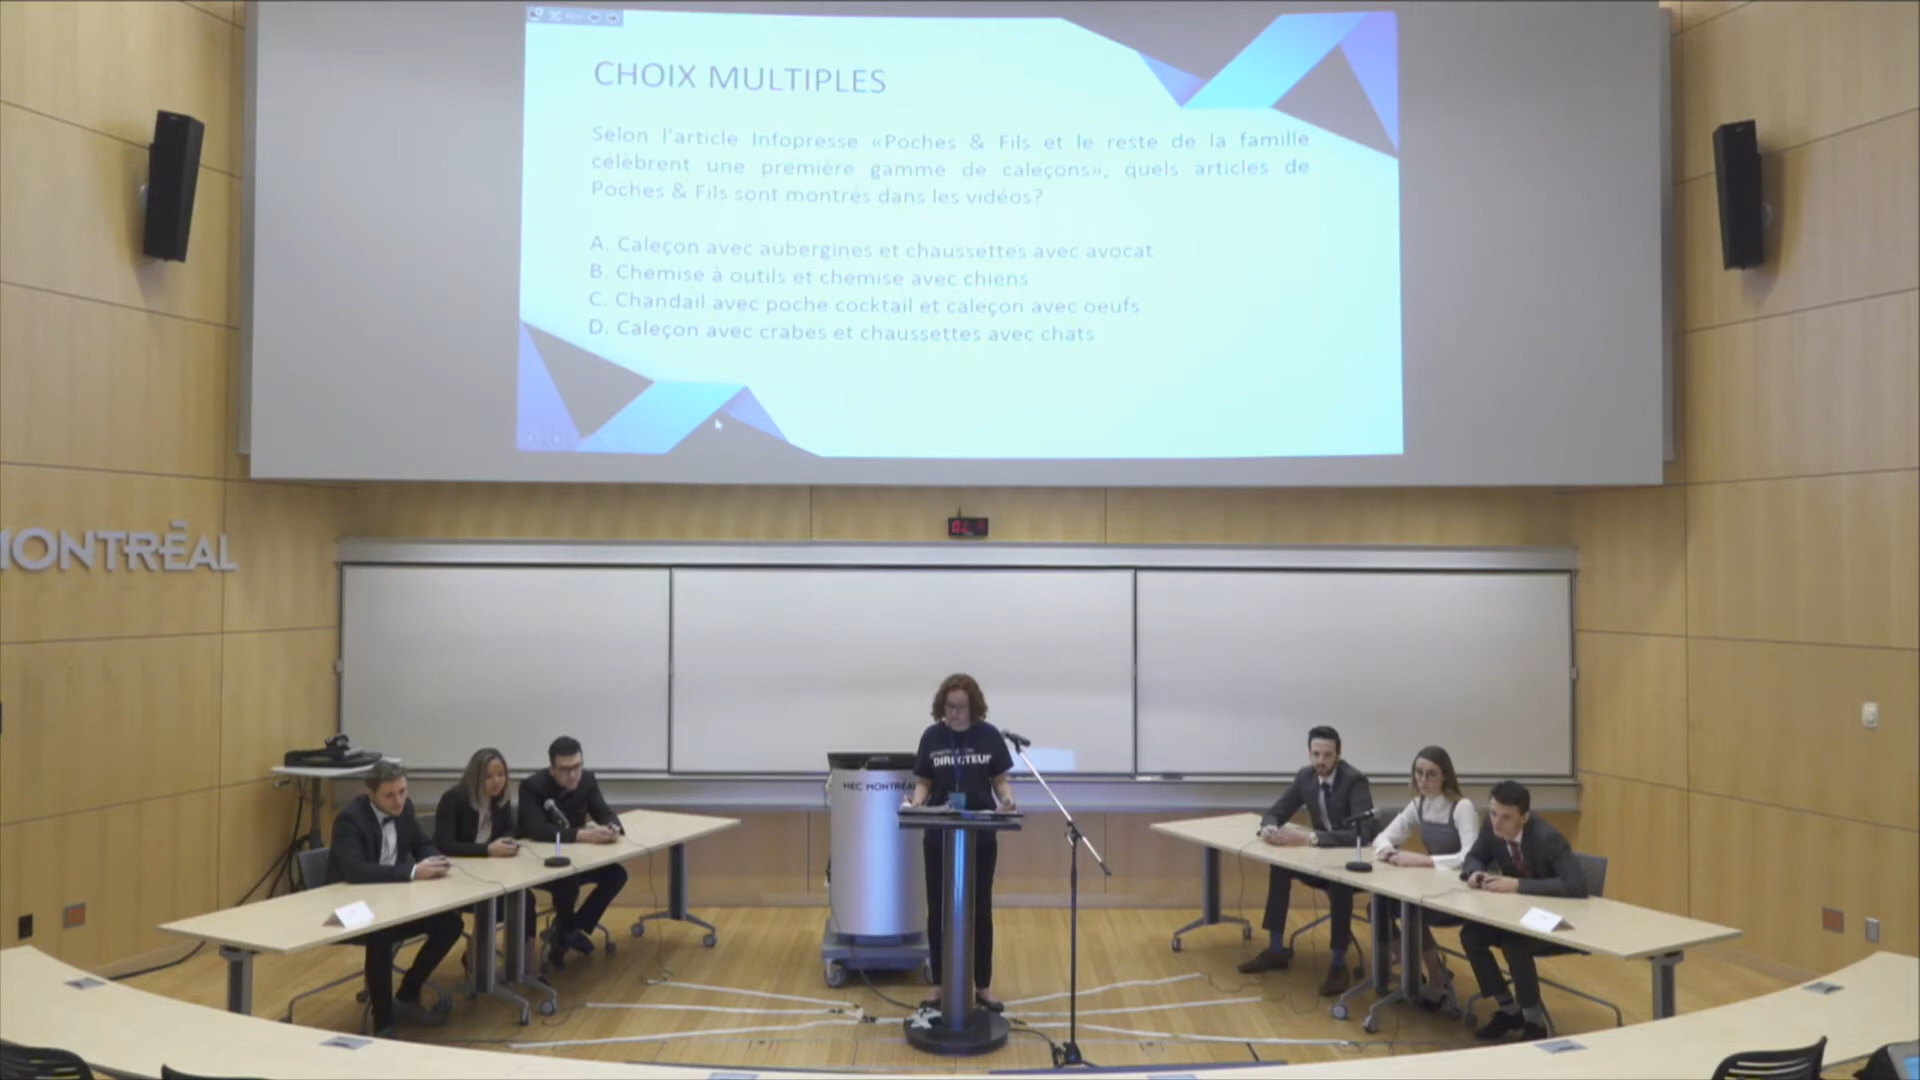 CHOIX MULTIPLES
Selon l'article Infopresse «Poches & Fils et le reste de la famille
célèbrent une première gamme de caleçons», quels articles de
Poches & Fils sont montrés dans les vidéos?
A. Caleçon avec aubergines et chaussettes avec avocat
B. Chemise à outils et chemise avec chiens
C. Chandail avec poche cocktail et caleçon avec oeufs
D. Caleçon avec crabes et chaussettes avec chats
MONTRÉAL
DIRECTEUR
HEC MONTRÉAL